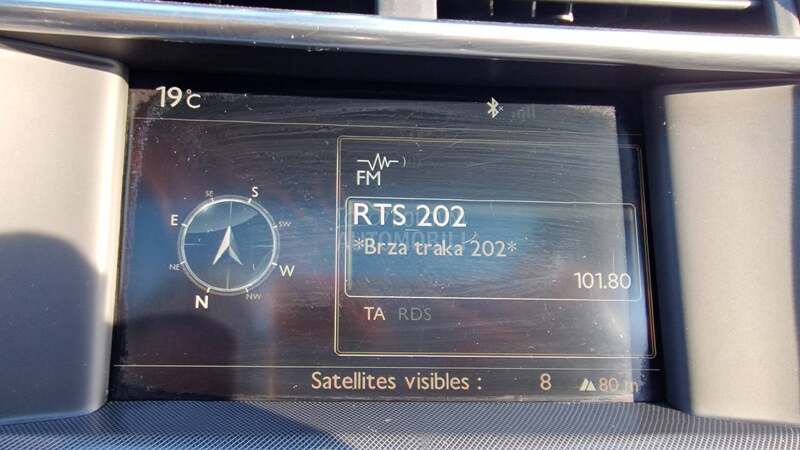 19°C
FM
RTS 202
*Brza traka 202*
101.80
TA RDS
SE S
E SW
NE W
N NW
Satellites visibles : 8 80 m